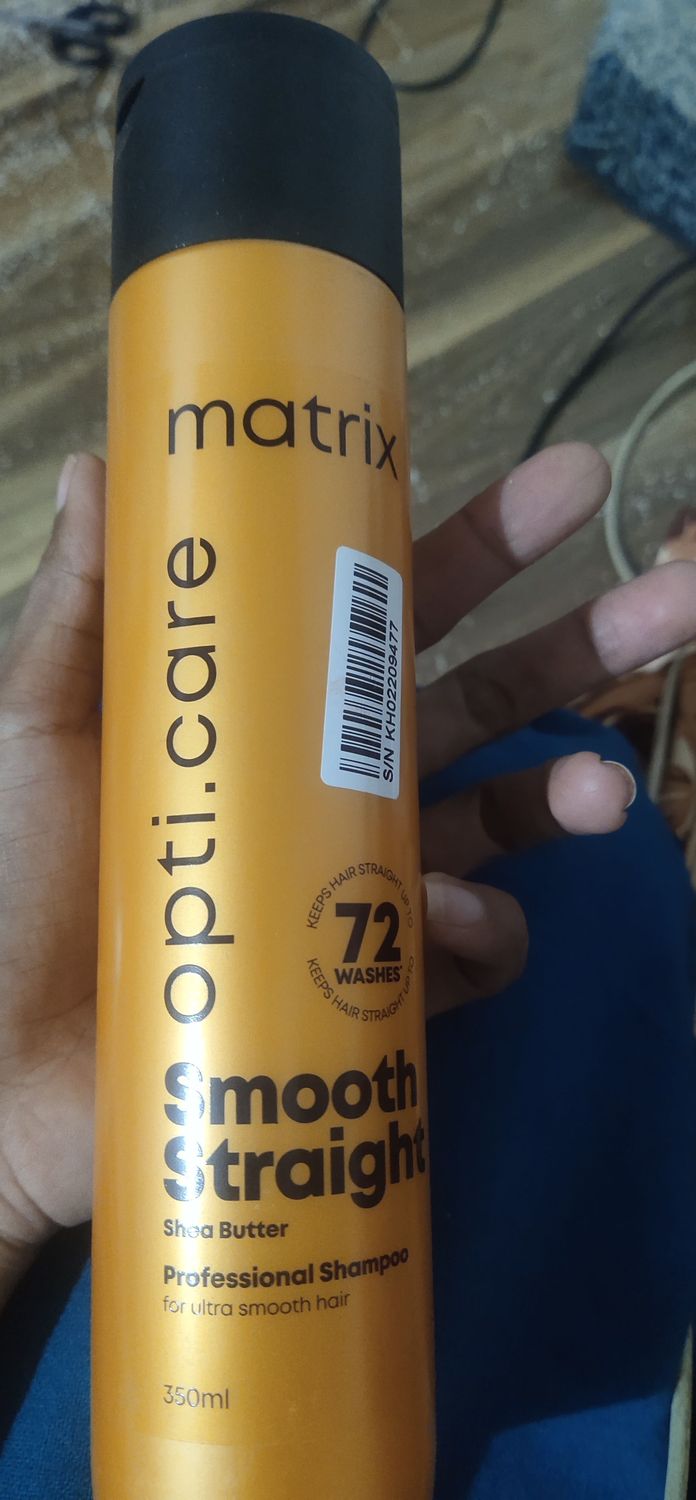 matrix
opti.care
S/N KH02209477
KEEPS HAIR STRAIGHT UP TO
72
WASHES*
KEEPS HAIR STRAIGHT UP TO
Smooth
Straight
Shea Butter
Professional Shampoo
for ultra smooth hair
350ml